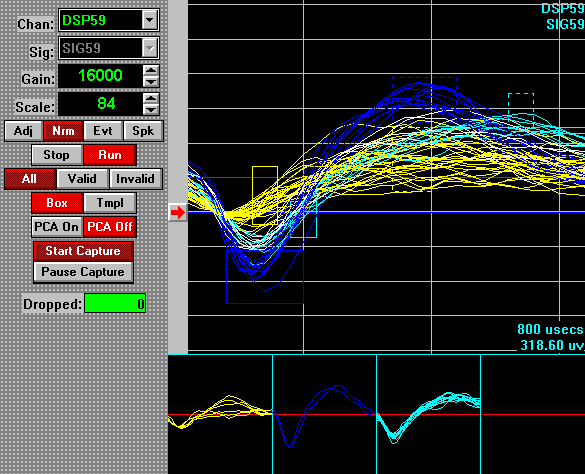 Chan: DSP59
Sig: SIG59
Gain: 16000
Scale: 84
Adj Nrm Evt Spk
Stop Run
All Valid Invalid
Box Tmpl
PCA On PCA Off
Start Capture
Pause Capture
Dropped: 0
DSP59
SIG59
800 usecs
318.60 uv